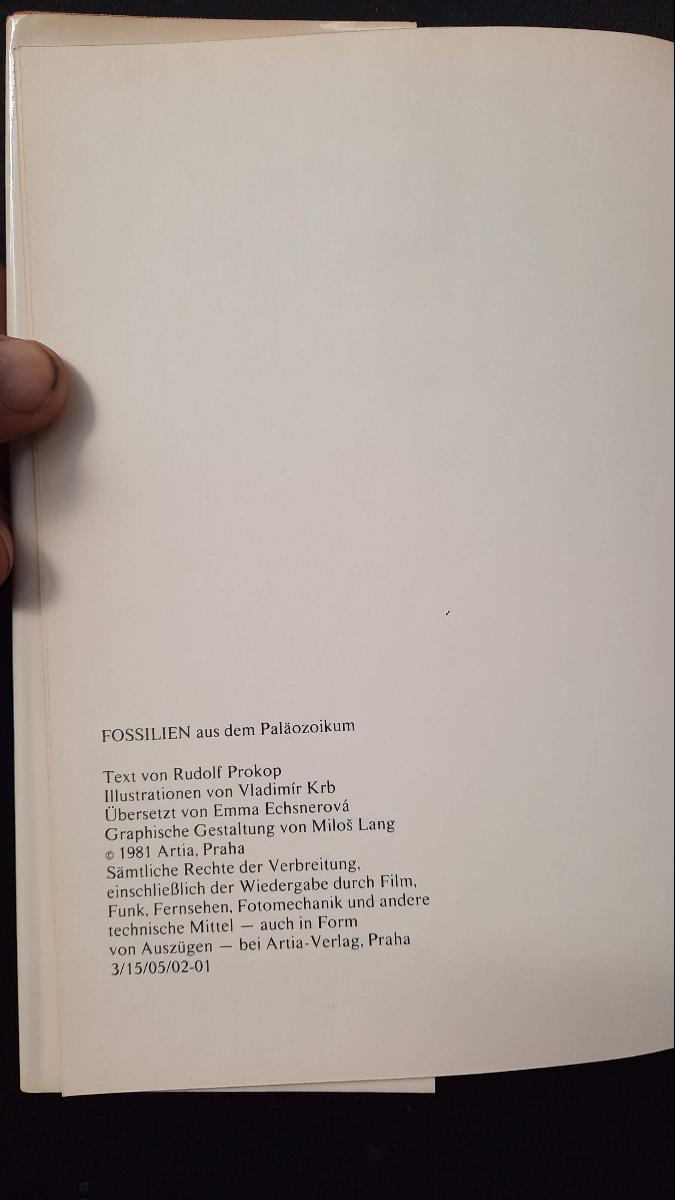 FOSSILIEN aus dem Paläozoikum
Text von Rudolf Prokop
Illustrationen von Vladimír Krb
Übersetzt von Emma Echsnerová
Graphische Gestaltung von Miloš Lang
© 1981 Artia, Praha
Sämtliche Rechte der Verbreitung,
einschließlich der Wiedergabe durch Film,
Funk, Fernsehen, Fotomechanik und andere
technische Mittel — auch in Form
von Auszügen — bei Artia-Verlag, Praha
3/15/05/02-01